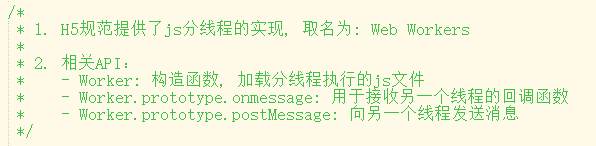 /*
* 1. H5规范提供了js分线程的实现, 取名为: Web Workers
*
* 2. 相关API:
*    - Worker: 构造函数, 加载分线程执行的js文件
*    - Worker.prototype.onmessage: 用于接收另一个线程的回调函数
*    - Worker.prototype.postMessage: 向另一个线程发送消息
*/